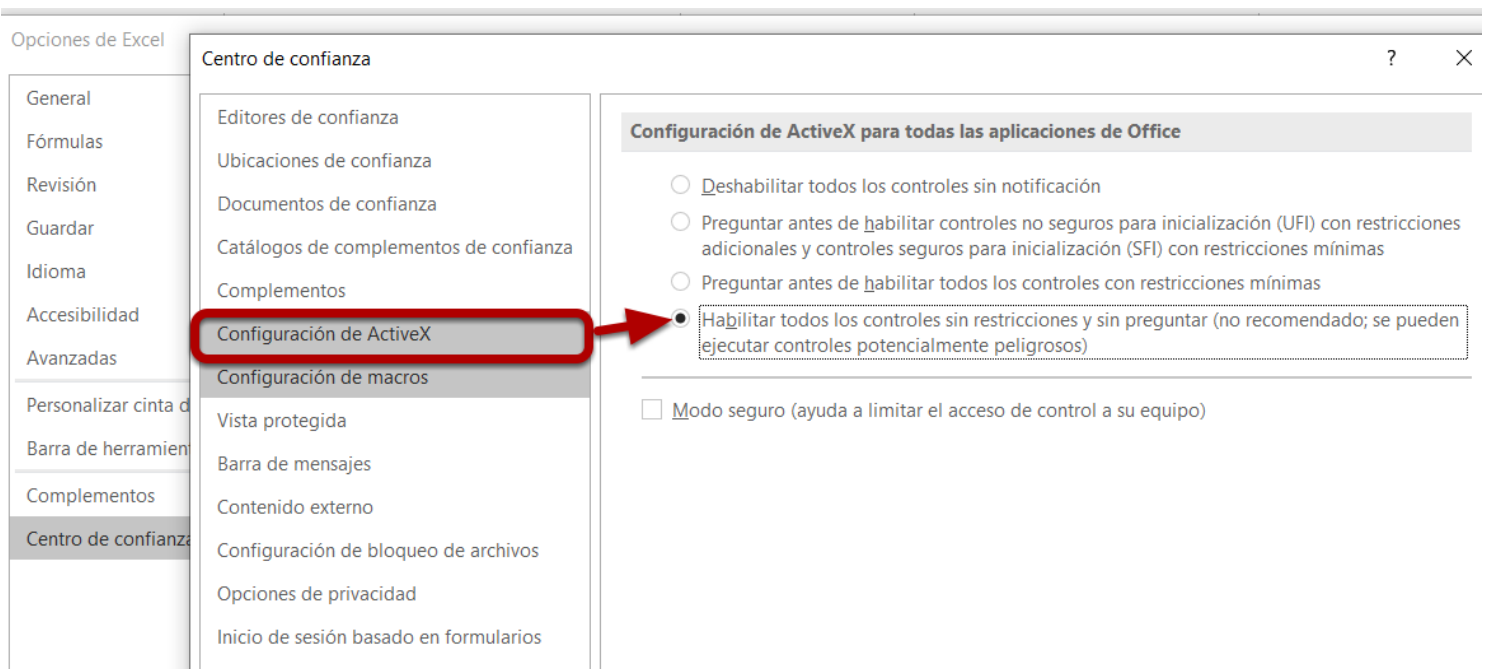 Opciones de Excel
General
Fórmulas
Revisión
Guardar
Idioma
Accesibilidad
Avanzadas
Personalizar cinta d
Barra de herramien
Complementos
Centro de confianza
Centro de confianza
?
Editores de confianza
Ubicaciones de confianza
Documentos de confianza
Catálogos de complementos de confianza
Complementos
Configuración de ActiveX
Configuración de macros
Vista protegida
Barra de mensajes
Contenido externo
Configuración de bloqueo de archivos
Opciones de privacidad
Inicio de sesión basado en formularios
Configuración de ActiveX para todas las aplicaciones de Office
Deshabilitar todos los controles sin notificación
Preguntar antes de habilitar controles no seguros para inicialización (UFI) con restricciones
adicionales y controles seguros para inicialización (SFI) con restricciones mínimas
Preguntar antes de habilitar todos los controles con restricciones mínimas
Habilitar todos los controles sin restricciones y sin preguntar (no recomendado; se pueden
ejecutar controles potencialmente peligrosos)
Modo seguro (ayuda a limitar el acceso de control a su equipo)